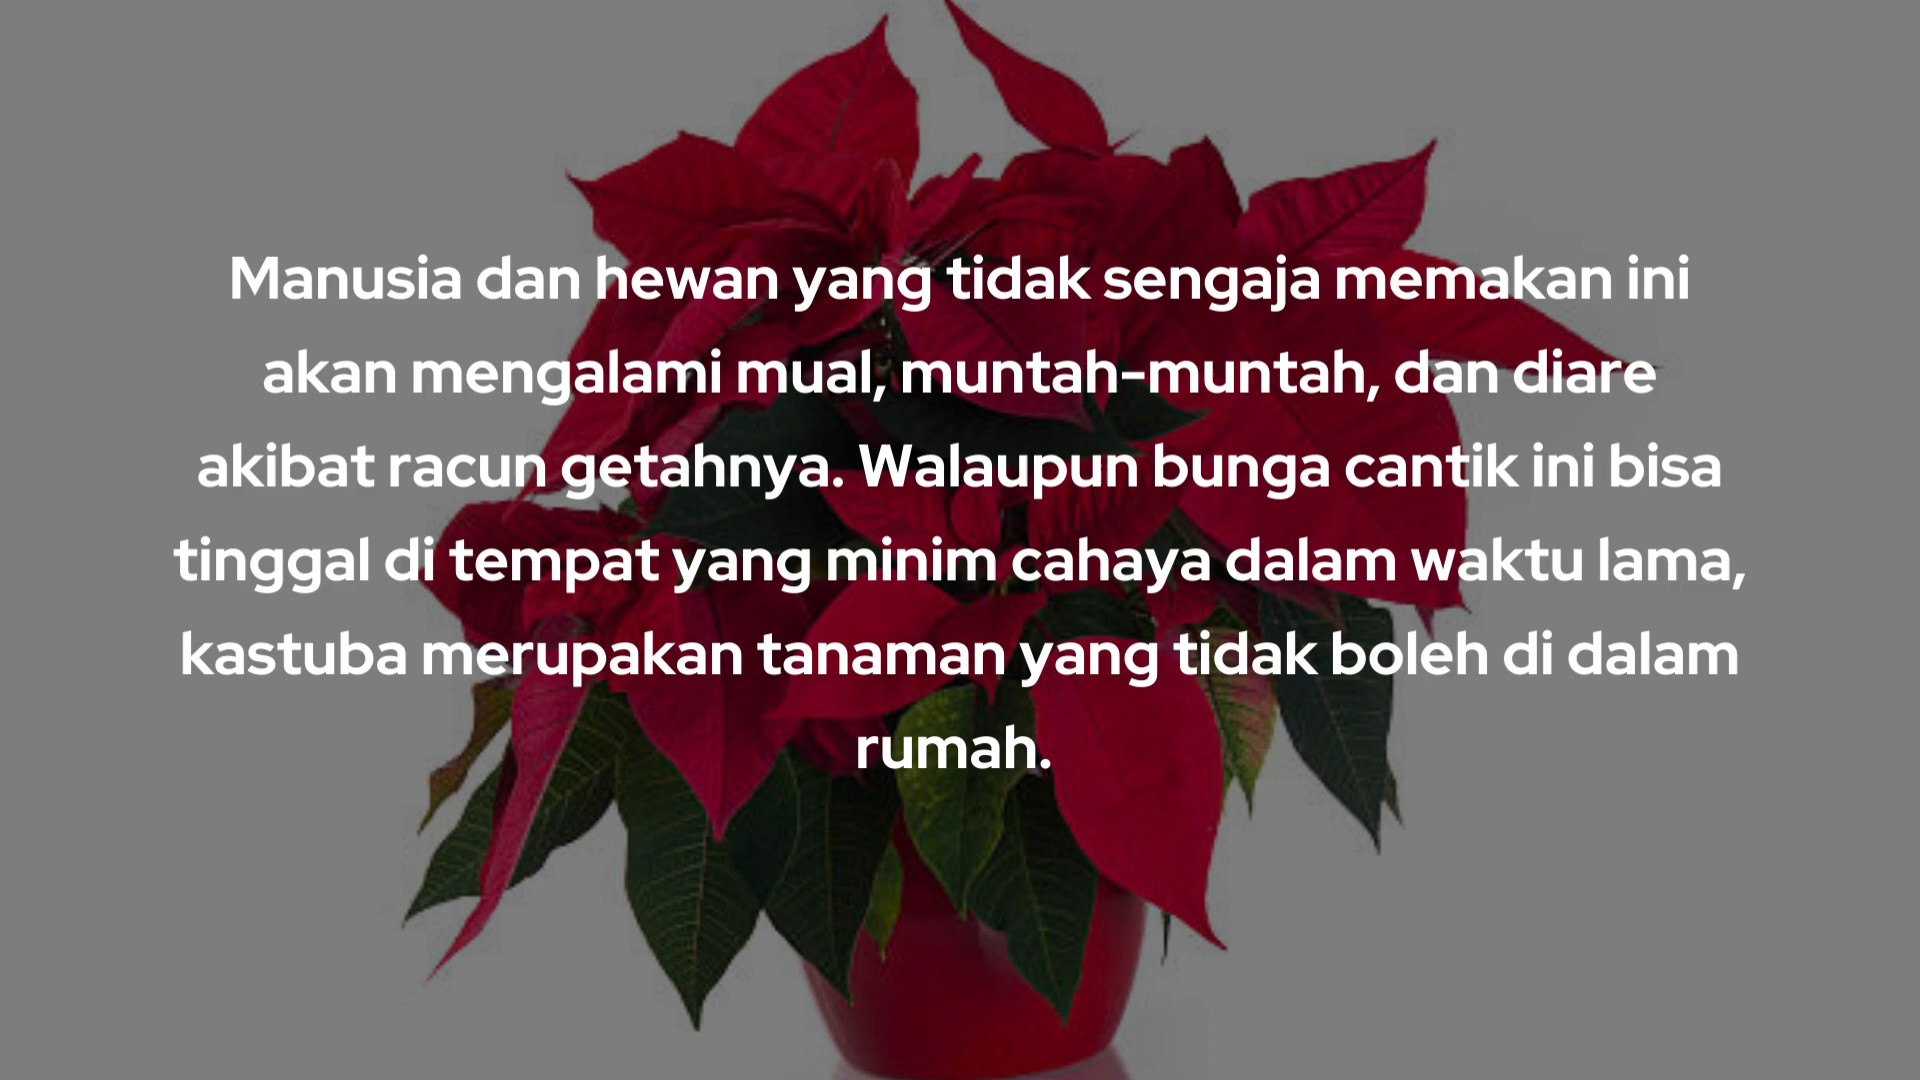 Manusia dan hewan yang tidak sengaja memakan ini
akan mengalami mual, muntah-muntah, dan diare
akibat racun getahnya. Walaupun bunga cantik ini bisa
tinggal di tempat yang minim cahaya dalam waktu lama,
kastuba merupakan tanaman yang tidak boleh di dalam
rumah.